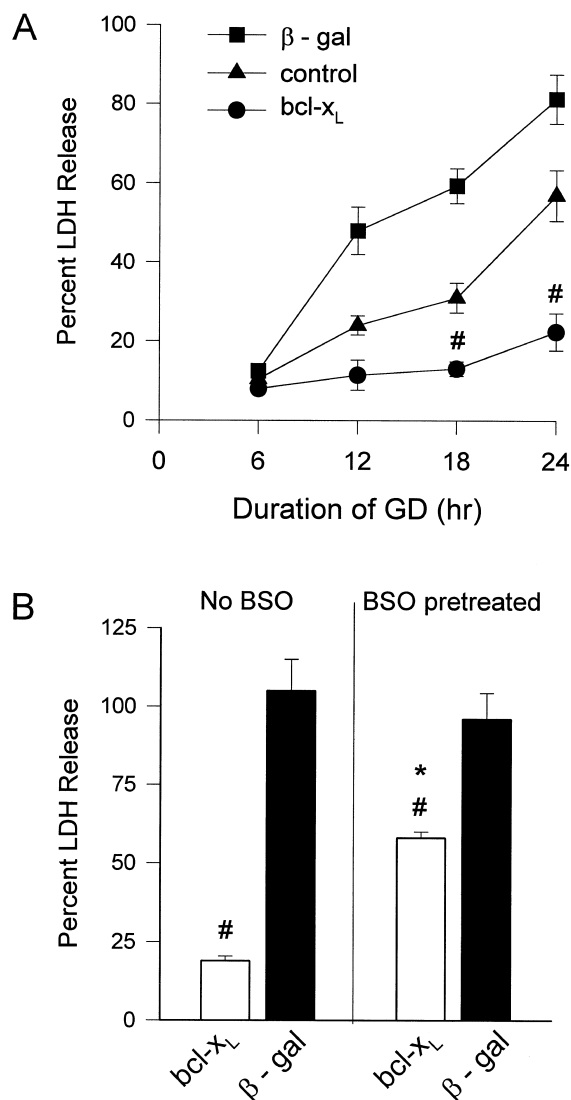 A
β - gal
control
bcl-xL
100
80
60
40
20
0
Percent LDH Release
#
#
0 6 12 18 24
Duration of GD (hr)
B
No BSO BSO pretreated
125
100
75
50
25
0
Percent LDH Release
#
*
#
bcl-xL β - gal bcl-xL β - gal